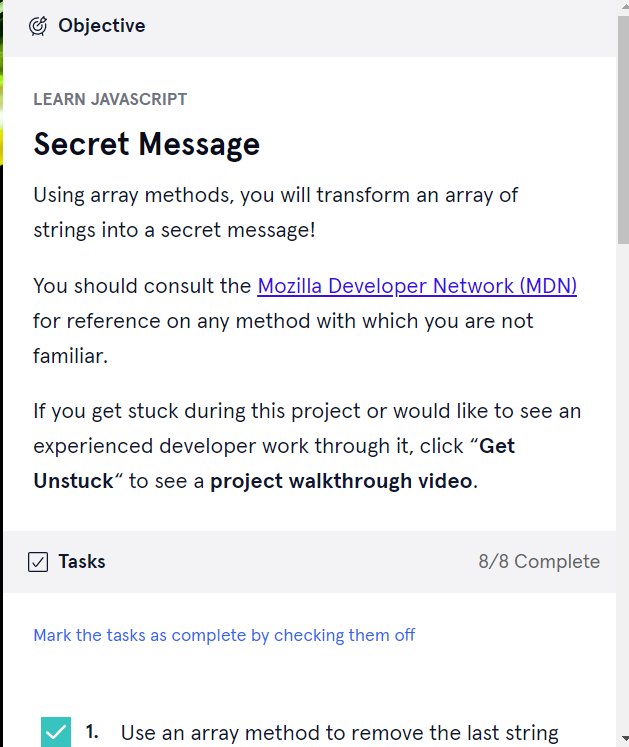 Objective
LEARN JAVASCRIPT
Secret Message
Using array methods, you will transform an array of
strings into a secret message!
You should consult the Mozilla Developer Network (MDN)
for reference on any method with which you are not
familiar.
If you get stuck during this project or would like to see an
experienced developer work through it, click “Get
Unstuck“ to see a project walkthrough video.
Tasks 8/8 Complete
Mark the tasks as complete by checking them off
1. Use an array method to remove the last string